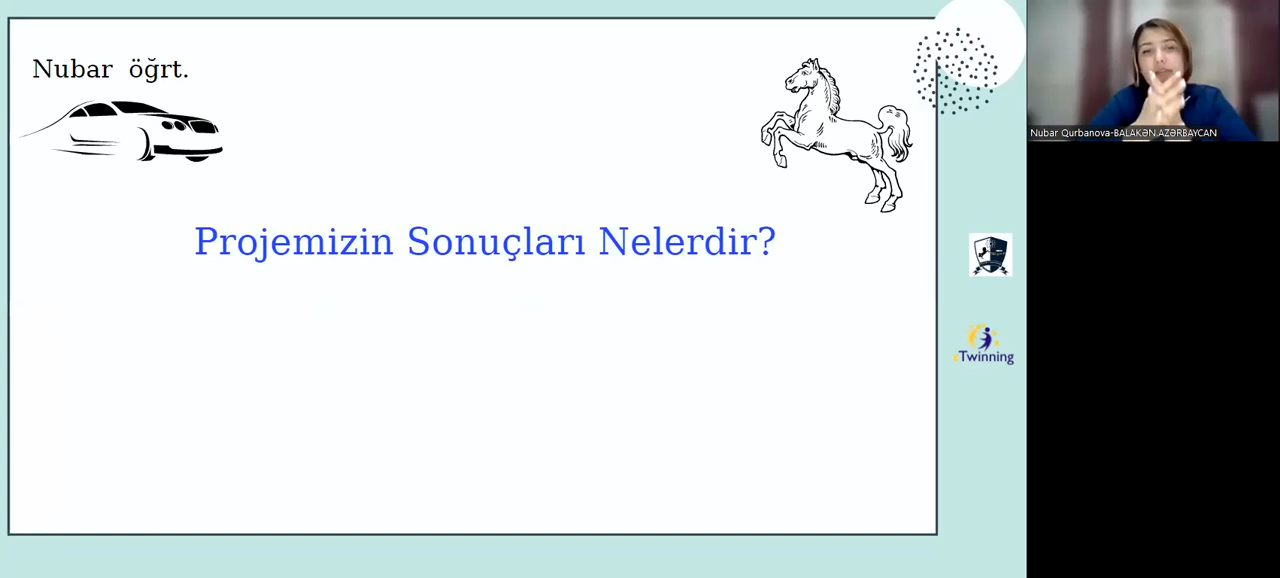 Nubar öğrt.
Projemizin Sonuçları Nelerdir?
Nubar Qurbanova-BALAKƏN.AZƏRBAYCAN
eTwinning